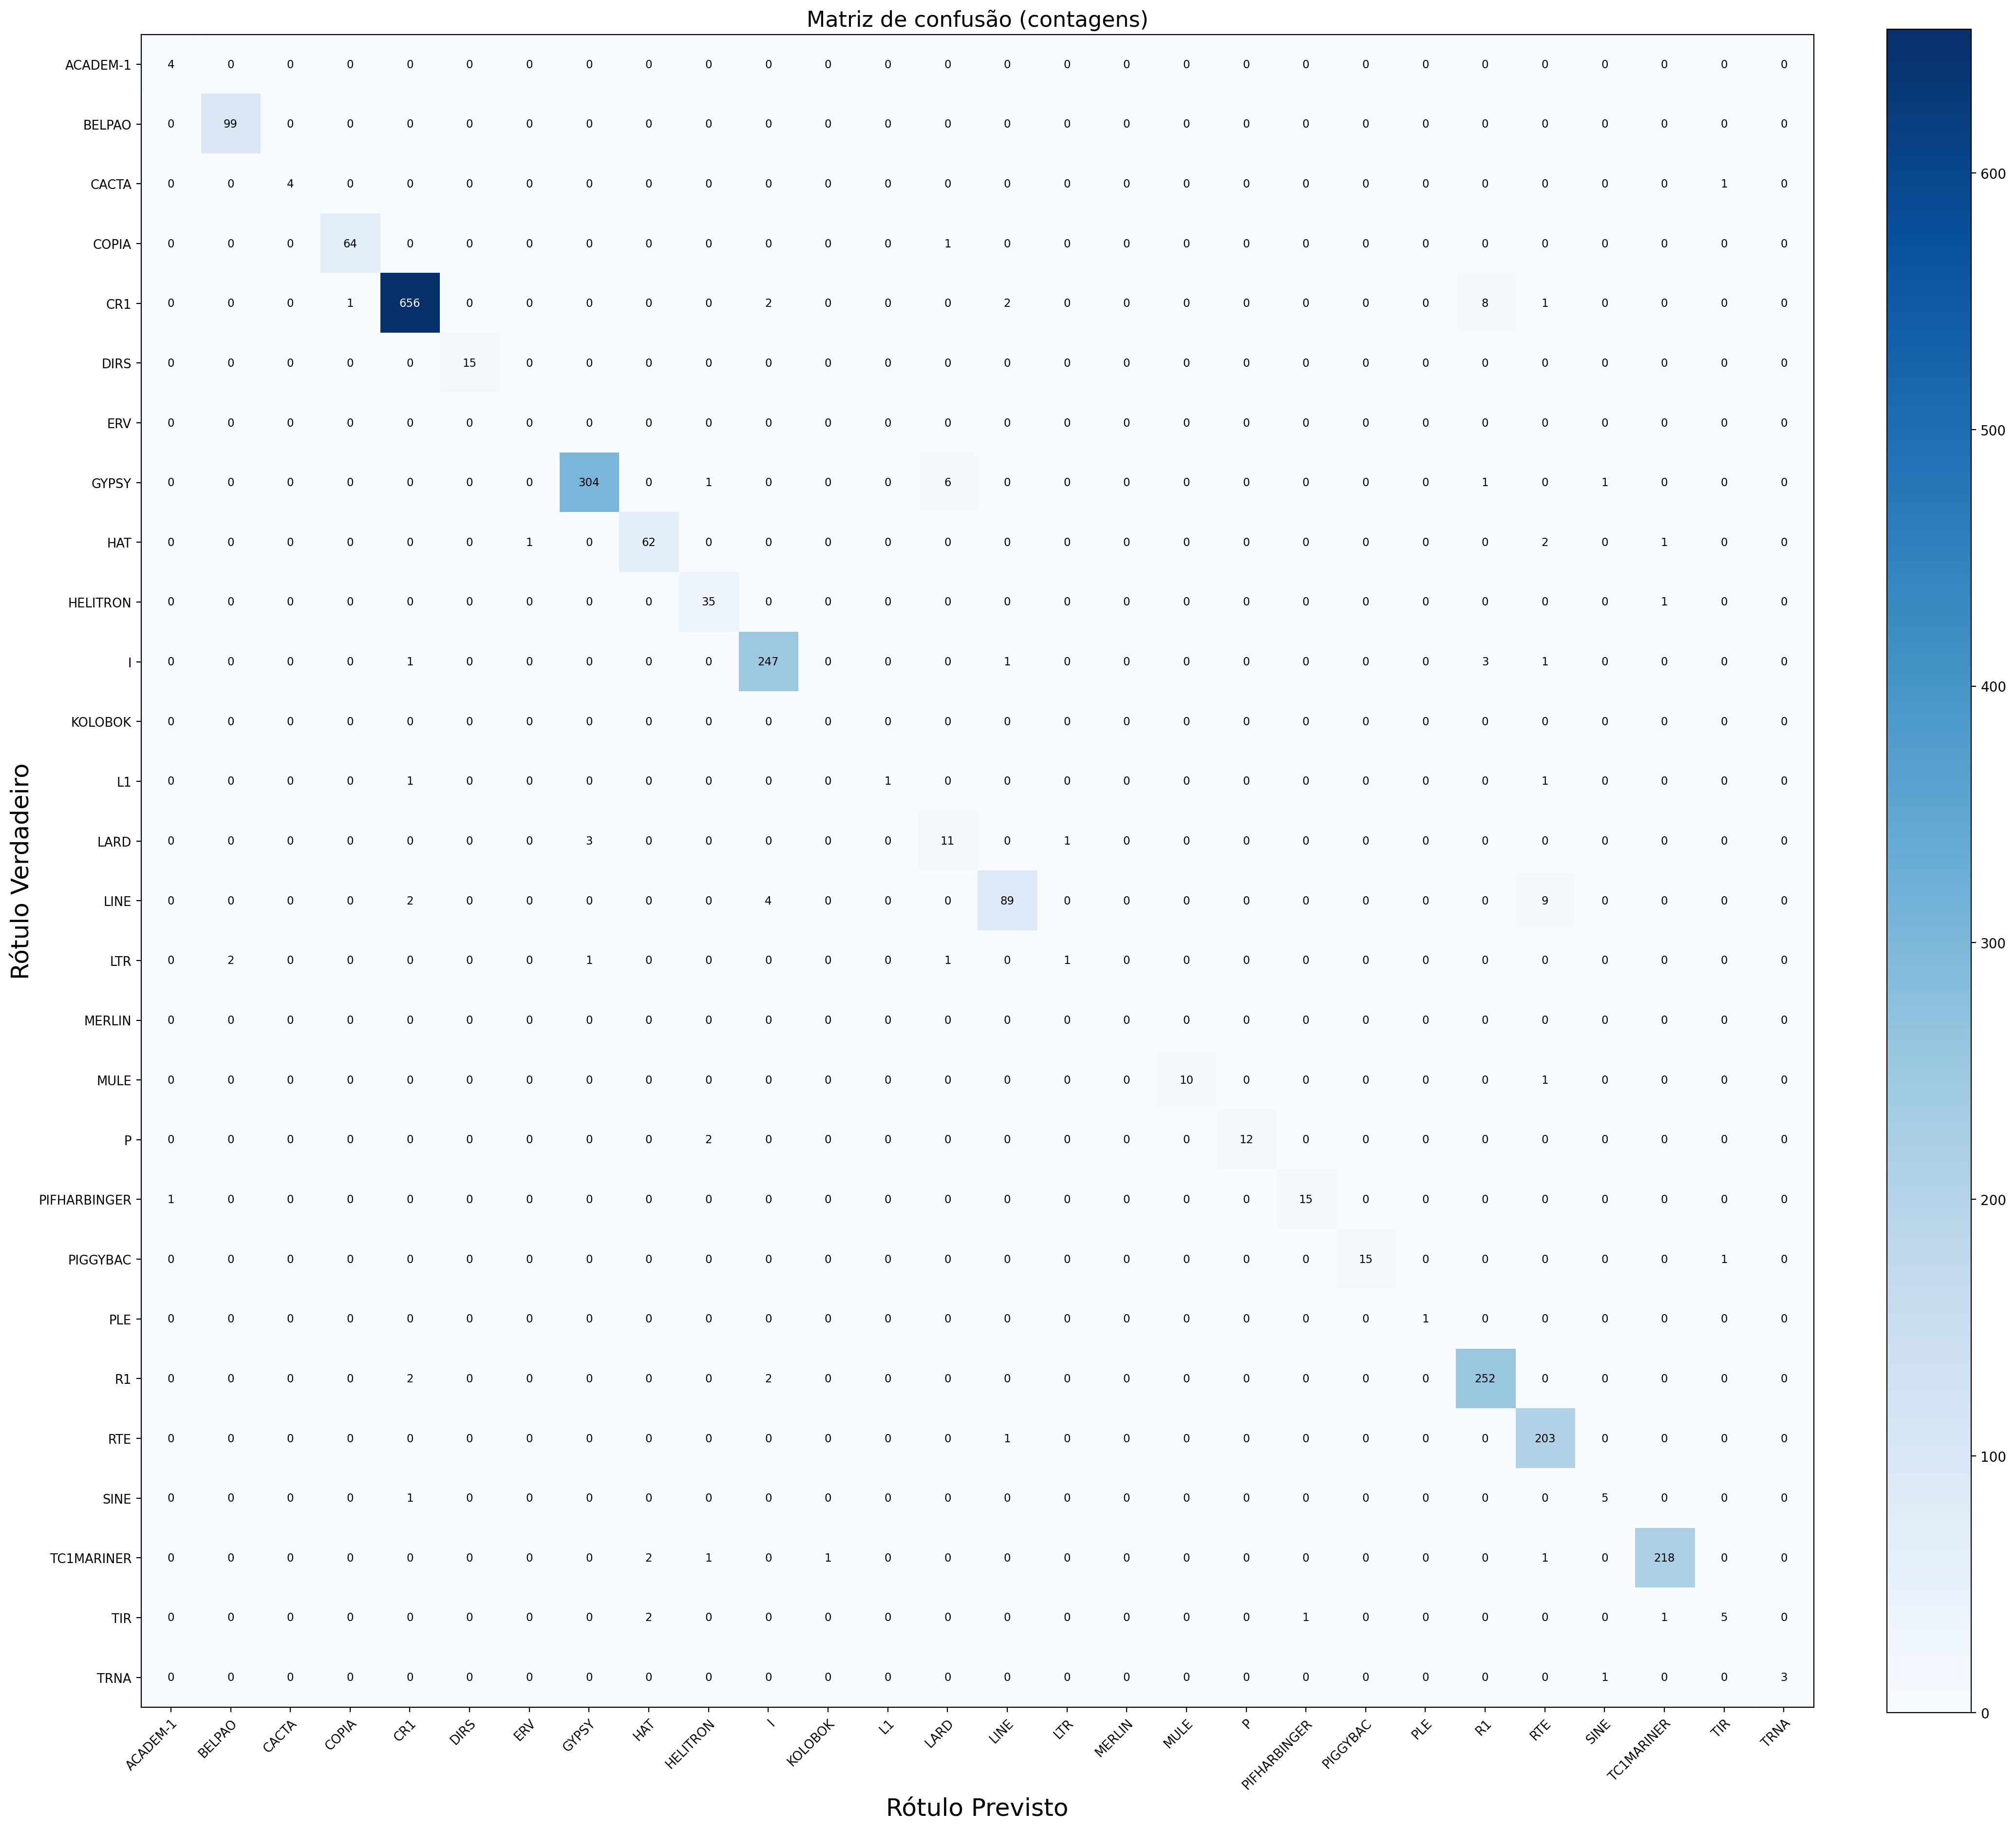 Matriz de confusão (contagens)
ACADEM-1 4 0 0 0 0 0 0 0 0 0 0 0 0 0 0 0 0 0 0 0 0 0 0 0 0 0 0 0
BELPAO 0 99 0 0 0 0 0 0 0 0 0 0 0 0 0 0 0 0 0 0 0 0 0 0 0 0 0 0
CACTA 0 0 4 0 0 0 0 0 0 0 0 0 0 0 0 0 0 0 0 0 0 0 0 0 0 0 1 0
COPIA 0 0 0 64 0 0 0 0 0 0 0 0 0 1 0 0 0 0 0 0 0 0 0 0 0 0 0 0
CR1 0 0 0 1 656 0 0 0 0 0 2 0 0 0 2 0 0 0 0 0 0 0 8 1 0 0 0 0
DIRS 0 0 0 0 0 15 0 0 0 0 0 0 0 0 0 0 0 0 0 0 0 0 0 0 0 0 0 0
ERV 0 0 0 0 0 0 0 0 0 0 0 0 0 0 0 0 0 0 0 0 0 0 0 0 0 0 0 0
GYPSY 0 0 0 0 0 0 0 304 0 1 0 0 0 6 0 0 0 0 0 0 0 0 1 0 1 0 0 0
HAT 0 0 0 0 0 0 1 0 62 0 0 0 0 0 0 0 0 0 0 0 0 0 0 2 0 1 0 0
HELITRON 0 0 0 0 0 0 0 0 0 35 0 0 0 0 0 0 0 0 0 0 0 0 0 0 0 1 0 0
I 0 0 0 0 1 0 0 0 0 0 247 0 0 0 1 0 0 0 0 0 0 0 3 1 0 0 0 0
KOLOBOK 0 0 0 0 0 0 0 0 0 0 0 0 0 0 0 0 0 0 0 0 0 0 0 0 0 0 0 0
L1 0 0 0 0 1 0 0 0 0 0 0 0 1 0 0 0 0 0 0 0 0 0 0 1 0 0 0 0
LARD 0 0 0 0 0 0 0 3 0 0 0 0 0 11 0 1 0 0 0 0 0 0 0 0 0 0 0 0
LINE 0 0 0 0 2 0 0 0 0 0 4 0 0 0 89 0 0 0 0 0 0 0 0 9 0 0 0 0
LTR 0 2 0 0 0 0 0 1 0 0 0 0 0 1 0 1 0 0 0 0 0 0 0 0 0 0 0 0
MERLIN 0 0 0 0 0 0 0 0 0 0 0 0 0 0 0 0 0 0 0 0 0 0 0 0 0 0 0 0
MULE 0 0 0 0 0 0 0 0 0 0 0 0 0 0 0 0 0 10 0 0 0 0 0 1 0 0 0 0
P 0 0 0 0 0 0 0 0 0 2 0 0 0 0 0 0 0 0 12 0 0 0 0 0 0 0 0 0
PIFHARBINGER 1 0 0 0 0 0 0 0 0 0 0 0 0 0 0 0 0 0 0 15 0 0 0 0 0 0 0 0
PIGGYBAC 0 0 0 0 0 0 0 0 0 0 0 0 0 0 0 0 0 0 0 0 15 0 0 0 0 0 1 0
PLE 0 0 0 0 0 0 0 0 0 0 0 0 0 0 0 0 0 0 0 0 0 1 0 0 0 0 0 0
R1 0 0 0 0 2 0 0 0 0 0 2 0 0 0 0 0 0 0 0 0 0 0 252 0 0 0 0 0
RTE 0 0 0 0 0 0 0 0 0 0 0 0 0 0 1 0 0 0 0 0 0 0 0 203 0 0 0 0
SINE 0 0 0 0 1 0 0 0 0 0 0 0 0 0 0 0 0 0 0 0 0 0 0 0 5 0 0 0
TC1MARINER 0 0 0 0 0 0 0 0 2 1 0 1 0 0 0 0 0 0 0 0 0 0 0 1 0 218 0 0
TIR 0 0 0 0 0 0 0 0 2 0 0 0 0 0 0 0 0 0 0 1 0 0 0 0 0 1 5 0
TRNA 0 0 0 0 0 0 0 0 0 0 0 0 0 0 0 0 0 0 0 0 0 0 0 0 1 0 0 3
ACADEM-1 BELPAO CACTA COPIA CR1 DIRS ERV GYPSY HAT HELITRON I KOLOBOK L1 LARD LINE LTR MERLIN MULE P PIFHARBINGER PIGGYBAC PLE R1 RTE SINE TC1MARINER TIR TRNA
Rótulo Previsto
Rótulo Verdadeiro
600
500
400
300
200
100
0